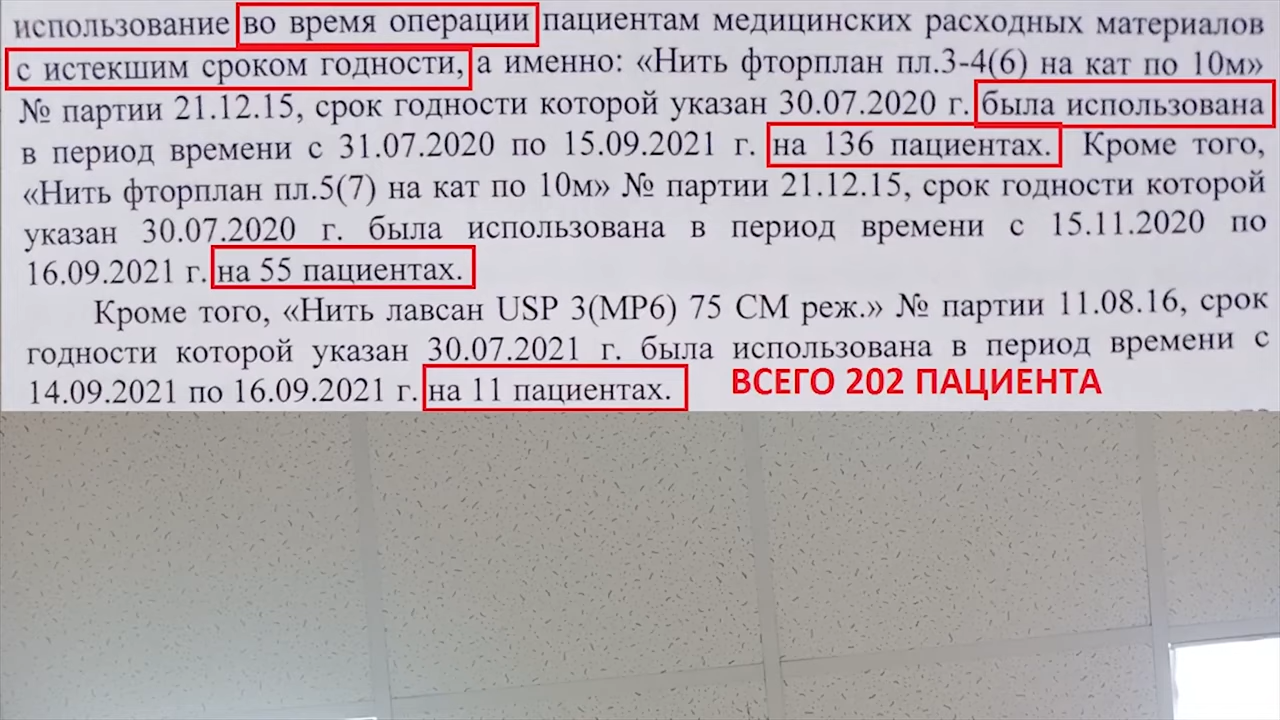 использование во время операции пациентам медицинских расходных материалов
с истекшим сроком годности, а именно: «Нить фторплан пл.3-4(6) на кат по 10м»
№ партии 21.12.15, срок годности которой указан 30.07.2020 г. была использована
в период времени с 31.07.2020 по 15.09.2021 г. на 136 пациентах. Кроме того,
«Нить фторплан пл.5(7) на кат по 10м» № партии 21.12.15, срок годности которой
указан 30.07.2020 г. была использована в период времени с 15.11.2020 по
16.09.2021 г. на 55 пациентах.
Кроме того, «Нить лавсан USP 3(МР6) 75 СМ реж.» № партии 11.08.16, срок
годности которой указан 30.07.2021 г. была использована в период времени с
14.09.2021 по 16.09.2021 г. на 11 пациентах.
ВСЕГО 202 ПАЦИЕНТА